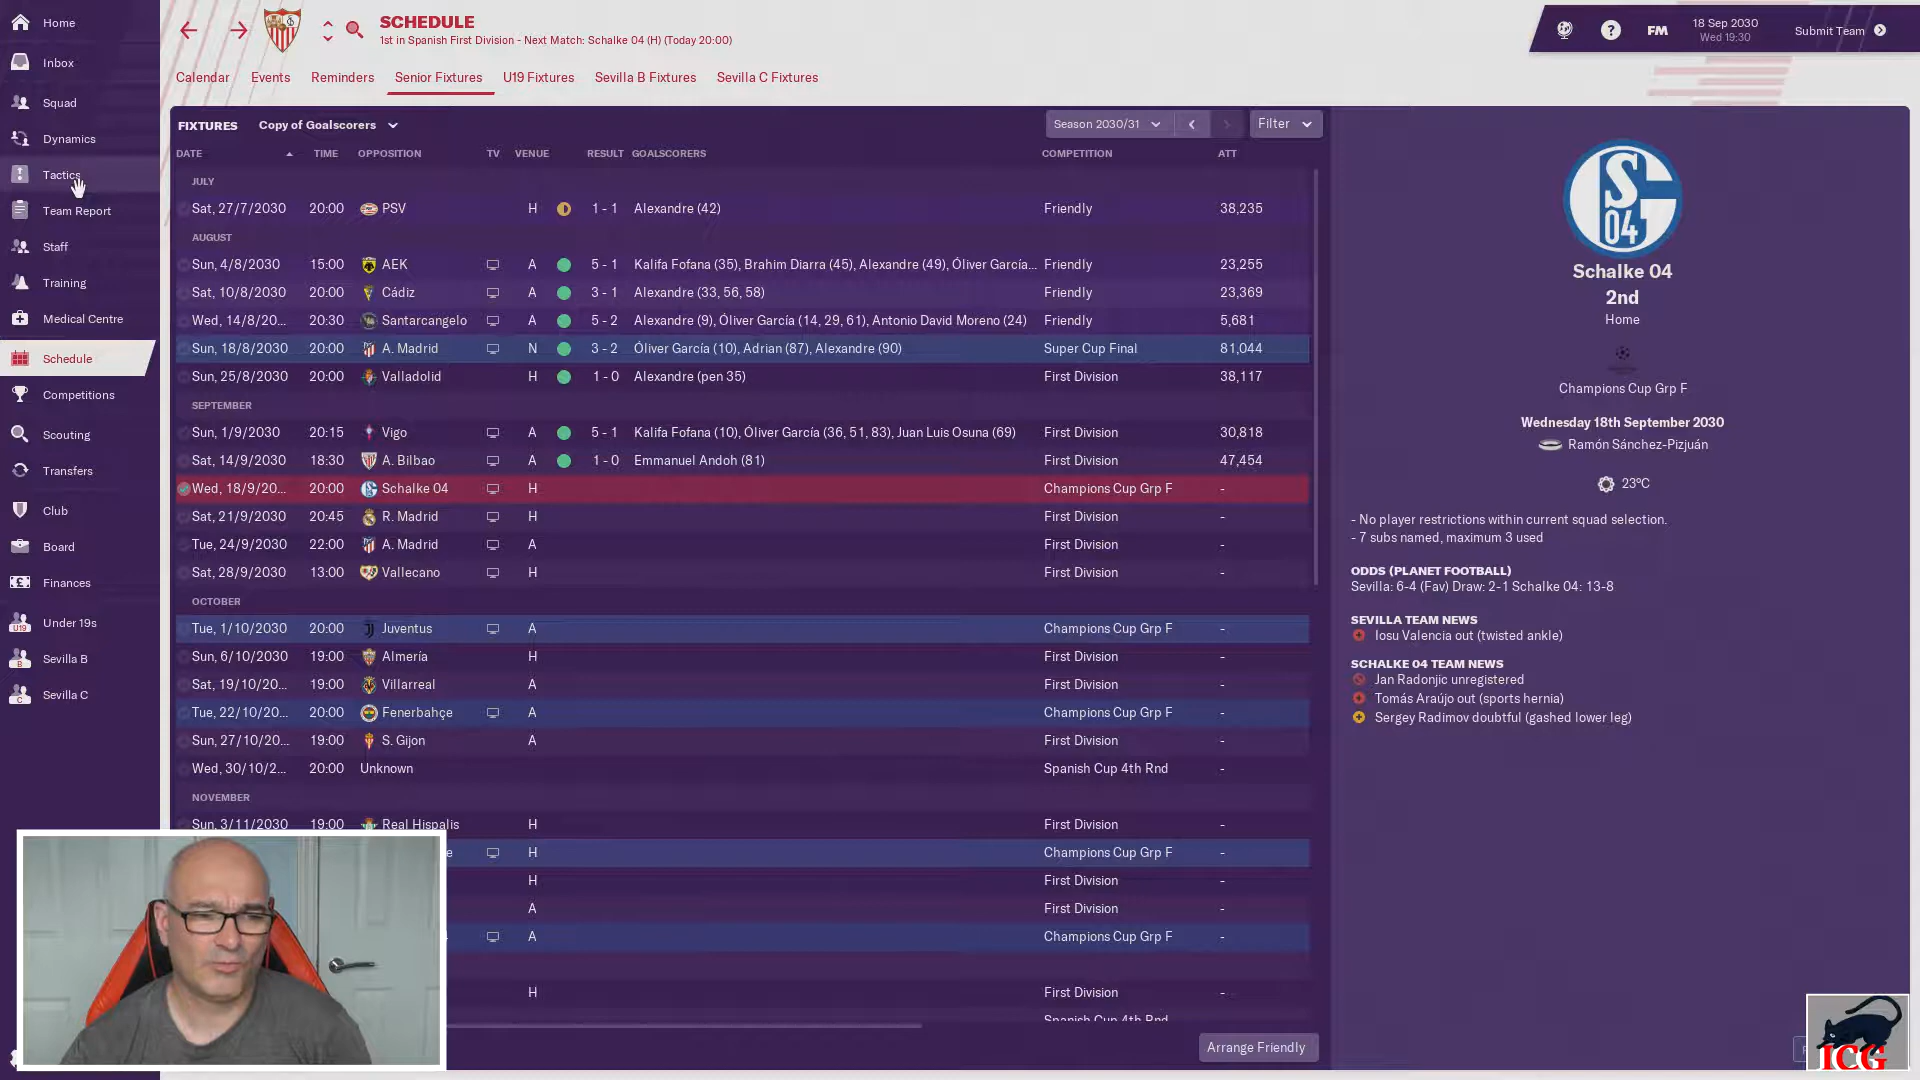 Home
Inbox
Squad
Dynamics
Tactics
Team Report
Staff
Training
Medical Centre
Schedule
Competitions
Scouting
Transfers
Club
Board
Finances
U19
Under 19s
B
Sevilla B
C
Sevilla C
SCHEDULE
1st in Spanish First Division - Next Match: Schalke 04 (H) (Today 20:00)
FM
18 Sep 2030
Wed 19:30
Submit Team
Calendar Events Reminders Senior Fixtures U19 Fixtures Sevilla B Fixtures Sevilla C Fixtures
FIXTURES Copy of Goalscorers Season 2030/31 Filter
DATE TIME OPPOSITION TV VENUE RESULT GOALSCORERS COMPETITION ATT
JULY
Sat, 27/7/2030 20:00 PSV H 1 - 1 Alexandre (42) Friendly 38,235
AUGUST
Sun, 4/8/2030 15:00 AEK A 5 - 1 Kalifa Fofana (35), Brahim Diarra (45), Alexandre (49), Óliver García... Friendly 23,255
Sat, 10/8/2030 20:00 Cádiz A 3 - 1 Alexandre (33, 56, 58) Friendly 23,369
Wed, 14/8/20... 20:30 Santarcangelo A 5 - 2 Alexandre (9), Óliver García (14, 29, 61), Antonio David Moreno (24) Friendly 5,681
Sun, 18/8/2030 20:00 A. Madrid N 3 - 2 Óliver García (10), Adrian (87), Alexandre (90) Super Cup Final 81,044
Sun, 25/8/2030 20:00 Valladolid H 1 - 0 Alexandre (pen 35) First Division 38,117
SEPTEMBER
Sun, 1/9/2030 20:15 Vigo A 5 - 1 Kalifa Fofana (10), Óliver García (36, 51, 83), Juan Luis Osuna (69) First Division 30,818
Sat, 14/9/2030 18:30 A. Bilbao A 1 - 0 Emmanuel Andoh (81) First Division 47,454
Wed, 18/9/20... 20:00 Schalke 04 H Champions Cup Grp F -
Sat, 21/9/2030 20:45 R. Madrid H First Division -
Tue, 24/9/2030 22:00 A. Madrid A First Division -
Sat, 28/9/2030 13:00 Vallecano H First Division -
OCTOBER
Tue, 1/10/2030 20:00 Juventus A Champions Cup Grp F -
Sun, 6/10/2030 19:00 Almería H First Division -
Sat, 19/10/20... 19:00 Villarreal A First Division -
Tue, 22/10/20... 20:00 Fenerbahçe A Champions Cup Grp F -
Sun, 27/10/20... 19:00 S. Gijon A First Division -
Wed, 30/10/2... 20:00 Unknown Spanish Cup 4th Rnd -
NOVEMBER
Sun, 3/11/2030 19:00 Real Hispalis H First Division -
e H Champions Cup Grp F -
H First Division -
A First Division -
A Champions Cup Grp F -
H First Division -
Spanish Cup 4th Rnd
Arrange Friendly
S
04
Schalke 04
2nd
Home
Champions Cup Grp F
Wednesday 18th September 2030
Ramón Sánchez-Pizjuán
23°C
- No player restrictions within current squad selection.
- 7 subs named, maximum 3 used
ODDS (PLANET FOOTBALL)
Sevilla: 6-4 (Fav) Draw: 2-1 Schalke 04: 13-8
SEVILLA TEAM NEWS
Iosu Valencia out (twisted ankle)
SCHALKE 04 TEAM NEWS
Jan Radonjic unregistered
Tomás Araújo out (sports hernia)
Sergey Radimov doubtful (gashed lower leg)
ICG